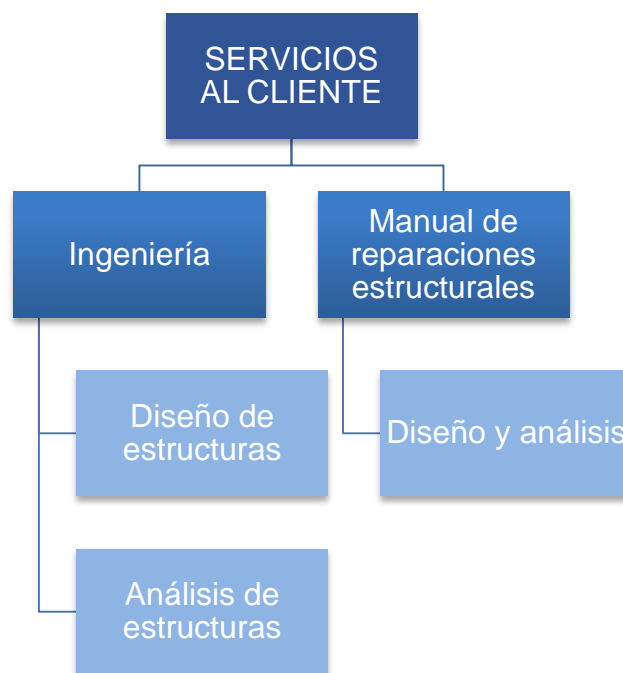 SERVICIOS
AL CLIENTE
Ingeniería
Manual de
reparaciones
estructurales
Diseño de
estructuras
Diseño y análisis
Análisis de
estructuras